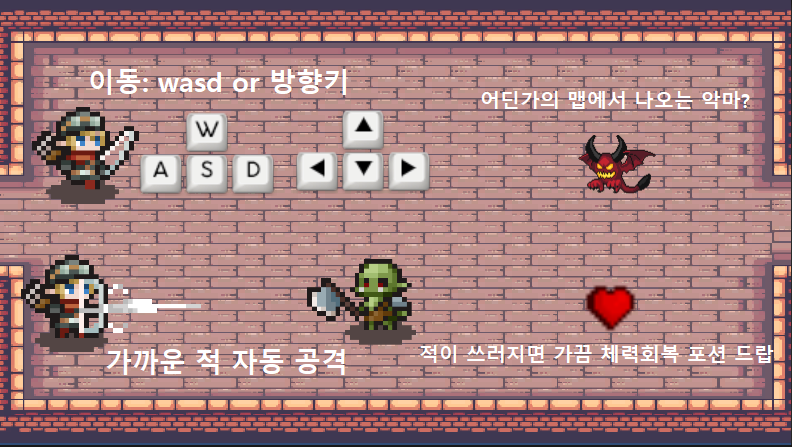 이동: wasd or 방향키
어딘가의 맵에서 나오는 악마?
W
A S D
가까운 적 자동 공격
적이 쓰러지면 가끔 체력회복 포션 드랍